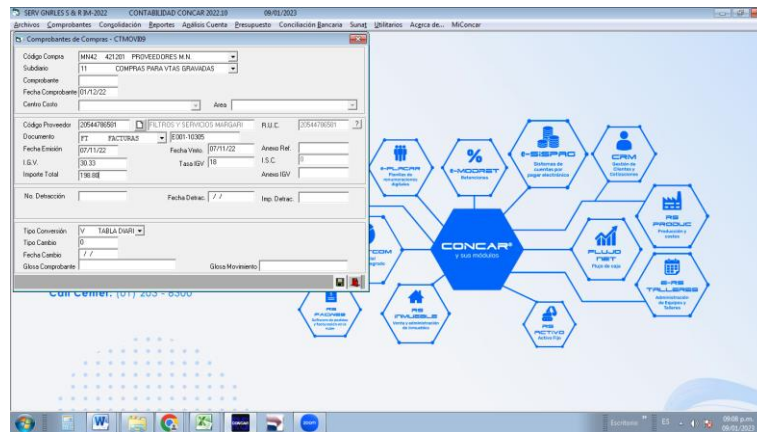 SERV GNRLES S & R IM-2022 CONTABILIDAD CONCAR 2022.10 09/01/2023
Archivos Comprobantes Consolidación Reportes Análisis Cuenta Presupuesto Conciliación Bancaria Sunat Utilitarios Acerca de... MiConcar
- Comprobantes de Compras - CTMOVI09
Código Compra MN42 421201 PROVEEDORES M.N.
Subdiario 11 COMPRAS PARA VTAS GRAVADAS
Comprobante
Fecha Comprobante 01/12/22
Centro Costo Area
Código Proveedor 20544786501 FILTROS Y SERVICIOS MARGARI R.U.C. 20544786501 ?
Documento FT FACTURAS E001-10305
Fecha Emisión 07/11/22 Fecha Vnto. 07/11/22 Anexo Ref.
I.G.V. 30.33 Tasa IGV 18 I.S.C. 0
Importe Total 198.80 Anexo IGV
No. Detracción Fecha Detrac. / / Imp. Detrac.
Tipo Conversión V TABLA DIARI
Tipo Cambio 0
Fecha Cambio / /
Glosa Comprobante Glosa Movimiento
Call Center: (01) 203 - 8300
e-PLACAR
Planillas de remuneraciones digitales
%
e-MODRET
Retenciones
e-SISPAG
Sistemas de cuentas por pagar electrónica
CRM
Gestión de Clientes y Cotizaciones
RS PRODUC
Producción y costos
CONCAR®
y sus módulos
FLUJO NET
Flujo de caja
e-RS TALLERES
Administración de Equipos y Talleres
RS INMUEBLE
Venta y administración de inmuebles
RS ACTIVO
Activo Fijo
Escritorio ES 09:08 p.m.
09/01/2023